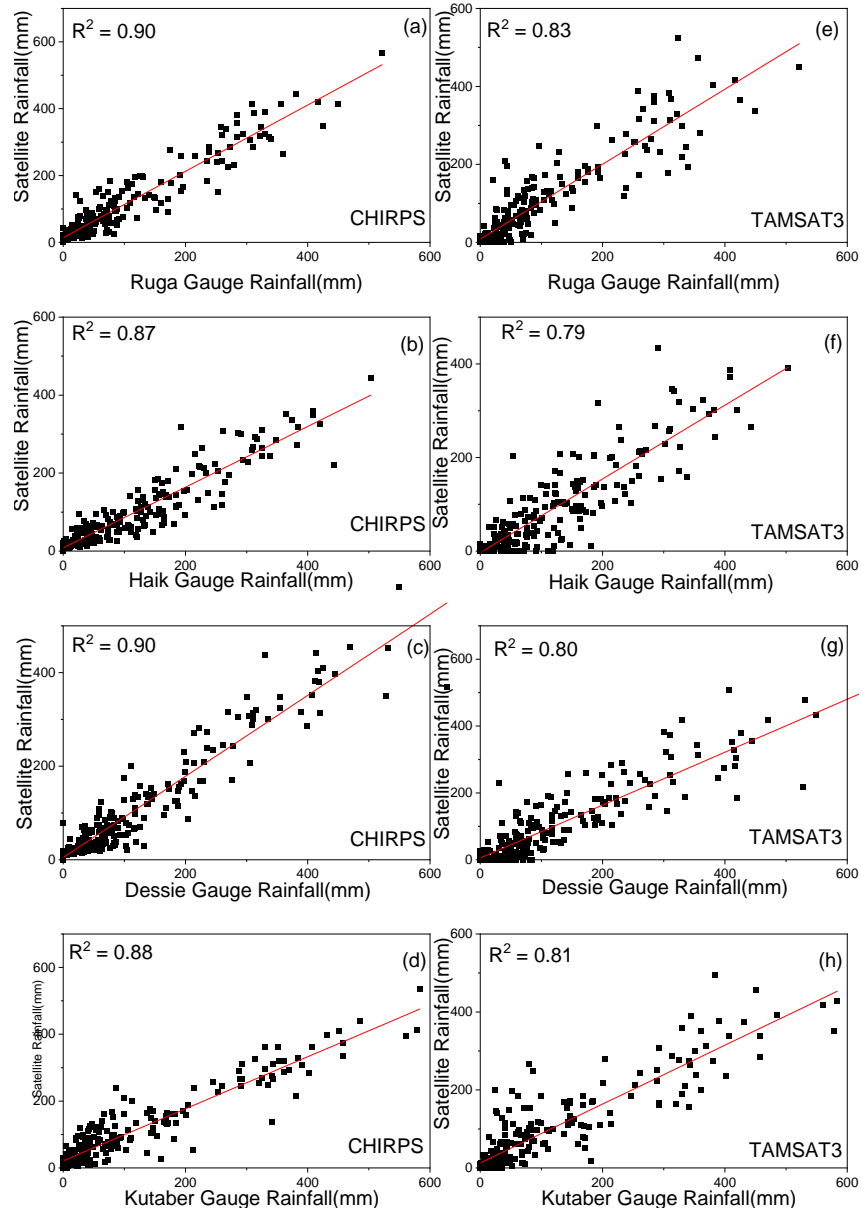 R² = 0.90
(a)
600
400
200
0
Satellite Rainfall(mm)
CHIRPS
0 200 400 600
Ruga Gauge Rainfall(mm)
R² = 0.83
(e)
600
400
200
0
Satellite Rainfall(mm)
TAMSAT3
0 200 400 600
Ruga Gauge Rainfall(mm)
R² = 0.87
(b)
600
400
200
0
Satellite Rainfall(mm)
CHIRPS
0 200 400 600
Haik Gauge Rainfall(mm)
R² = 0.79
(f)
400
200
0
Satellite Rainfall(mm)
TAMSAT3
0 200 400 600
Haik Gauge Rainfall(mm)
R² = 0.90
(c)
400
200
0
Satellite Rainfall(mm)
CHIRPS
0 200 400 600
Dessie Gauge Rainfall(mm)
R² = 0.80
(g)
600
400
200
0
Satellite Rainfall(mm)
TAMSAT3
0 200 400 600
Dessie Gauge Rainfall(mm)
R² = 0.88
(d)
600
400
200
0
Satellite Rainfall(mm)
CHIRPS
0 200 400 600
Kutaber Gauge Rainfall(mm)
R² = 0.81
(h)
600
400
200
0
Satellite Rainfall(mm)
TAMSAT3
0 200 400 600
Kutaber Gauge Rainfall(mm)